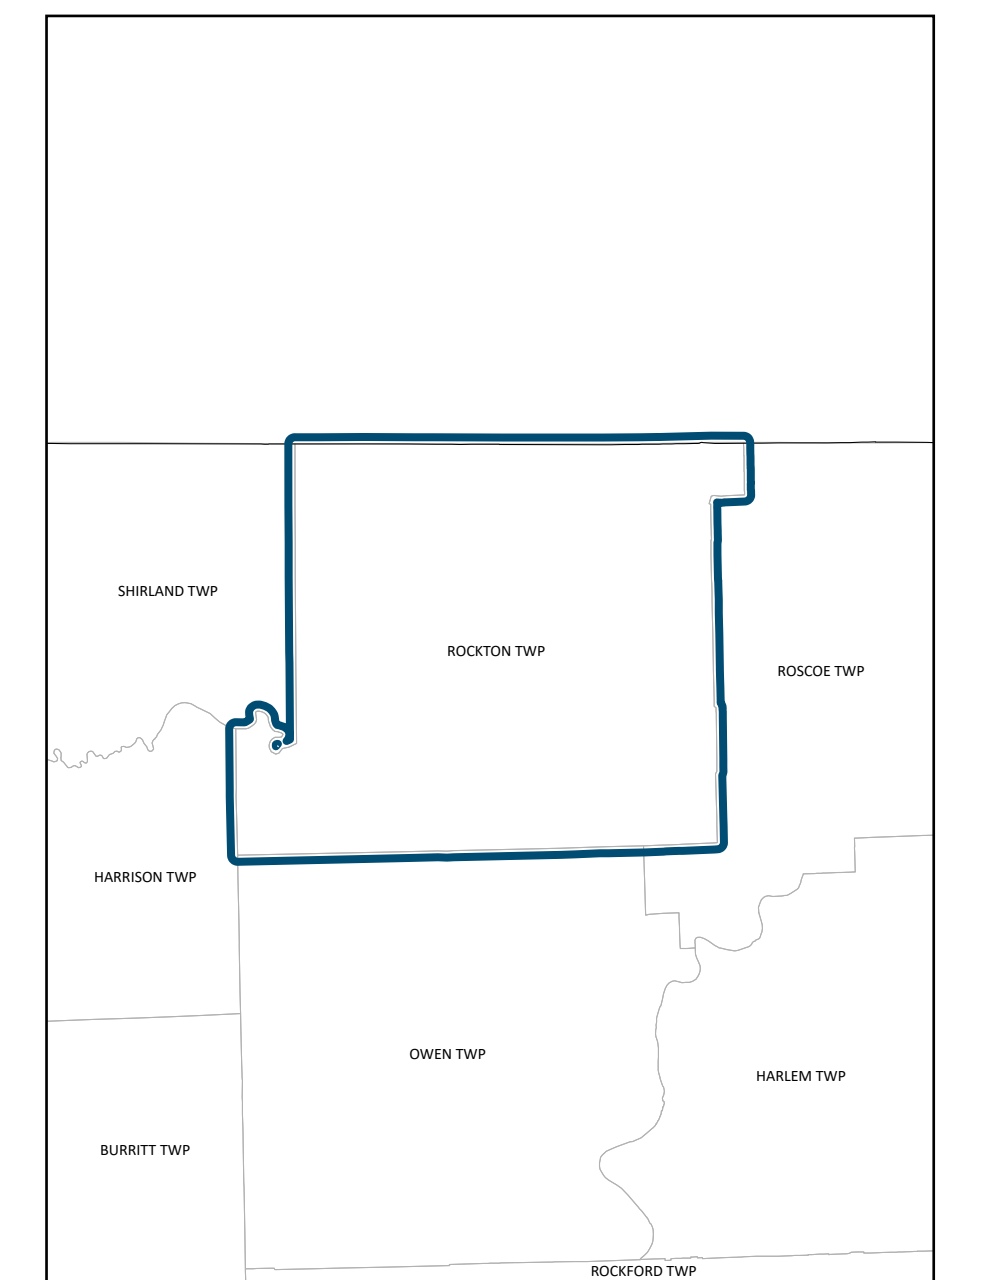 SHIRLAND TWP
ROCKTON TWP
ROSCOE TWP
HARRISON TWP
OWEN TWP
HARLEM TWP
BURRITT TWP
ROCKFORD TWP